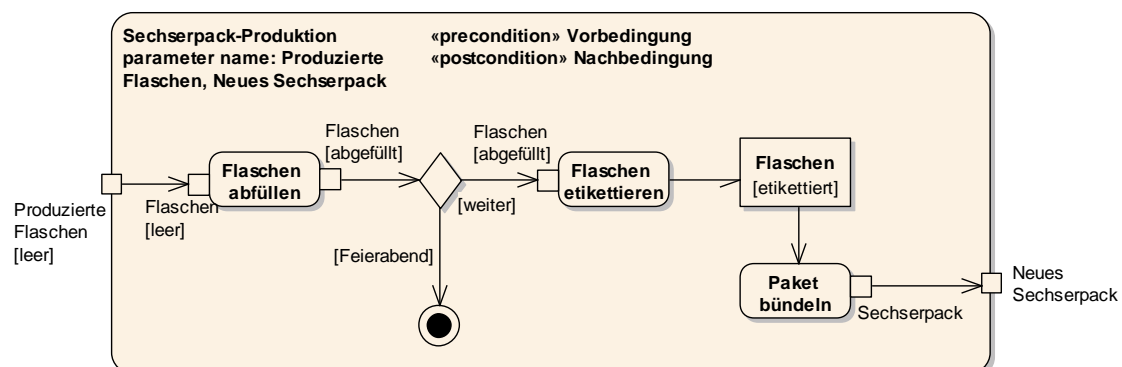 Sechserpack-Produktion
parameter name: Produzierte
Flaschen, Neues Sechserpack
«precondition» Vorbedingung
«postcondition» Nachbedingung
Produzierte
Flaschen
[leer]
Flaschen
[leer]
Flaschen
abfüllen
Flaschen
[abgefüllt]
[Feierabend]
[weiter]
Flaschen
[abgefüllt]
Flaschen
etikettieren
Flaschen
[etikettiert]
Paket
bündeln
Sechserpack
Neues
Sechserpack